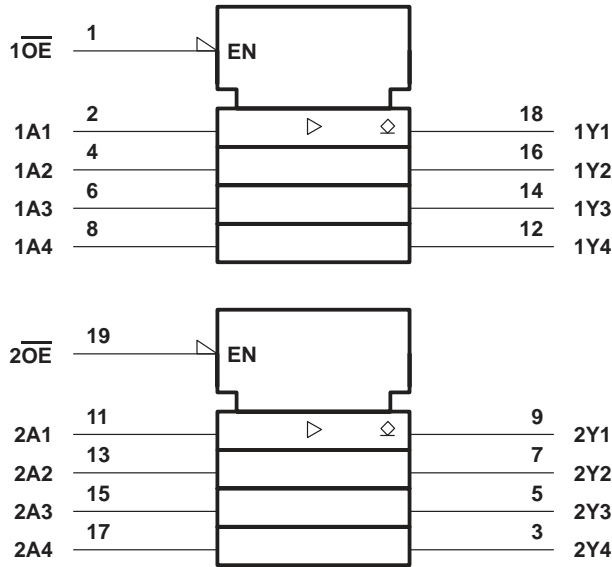 1OE 1 EN
1A1 2 18 1Y1
1A2 4 16 1Y2
1A3 6 14 1Y3
1A4 8 12 1Y4
2OE 19 EN
2A1 11 9 2Y1
2A2 13 7 2Y2
2A3 15 5 2Y3
2A4 17 3 2Y4